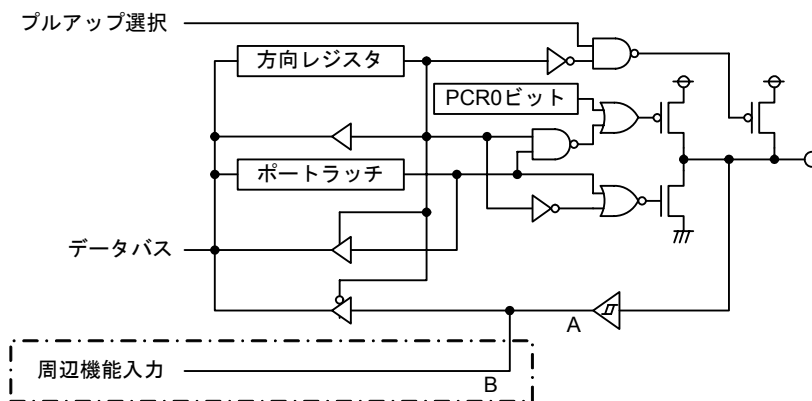 プルアップ選択
方向レジスタ
PCR0ビット
ポートラッチ
データバス
A
周辺機能入力
B